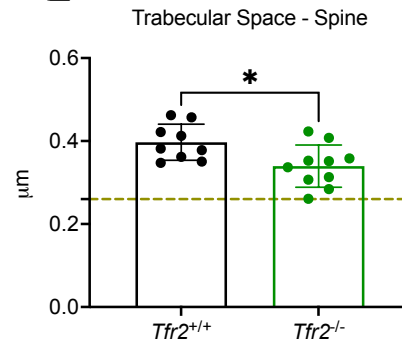 Trabecular Space - Spine
0.6
*
0.4
μm
0.2
0.0
Tfr2+/+
Tfr2-/-